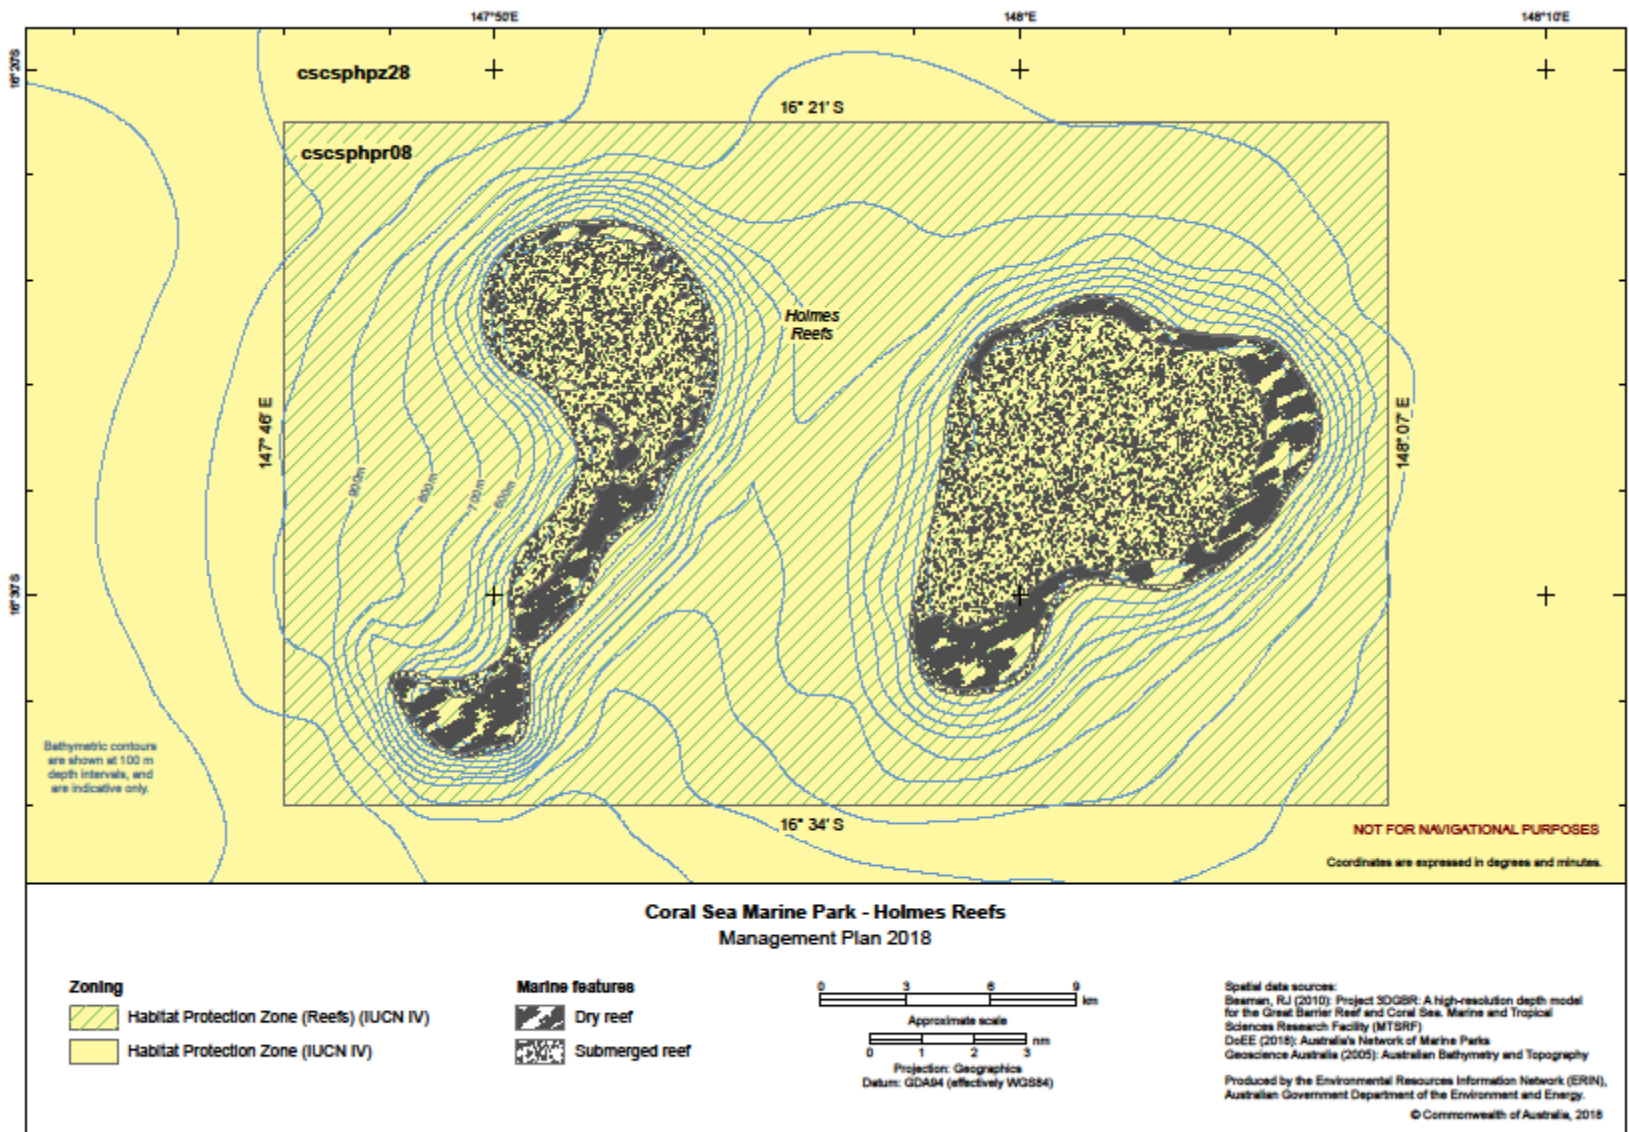 147°50'E
148°E
148°10'E
16°20'S
cscsphpz28
16° 21' S
cscsphpr08
Holmes
Reefs
147° 46' E
148° 07' E
900m
800m
700m
600m
16°30'S
Bathymetric contours
are shown at 100 m
depth intervals, and
are indicative only.
16° 34' S
NOT FOR NAVIGATIONAL PURPOSES
Coordinates are expressed in degrees and minutes.
Coral Sea Marine Park - Holmes Reefs
Management Plan 2018
Zoning
Habitat Protection Zone (Reefs) (IUCN IV)
Habitat Protection Zone (IUCN IV)
Marine features
Dry reef
Submerged reef
0 3 6 9
km
Approximate scale
nm
0 1 2 3
Projection: Geographics
Datum: GDA94 (effectively WGS84)
Spatial data sources:
Beaman, RJ (2010): Project 3DGBR: A high-resolution depth model
for the Great Barrier Reef and Coral Sea. Marine and Tropical
Sciences Research Facility (MTSRF)
DoEE (2018): Australia's Network of Marine Parks
Geoscience Australia (2005): Australian Bathymetry and Topography
Produced by the Environmental Resources Information Network (ERIN),
Australian Government Department of the Environment and Energy.
© Commonwealth of Australia, 2018